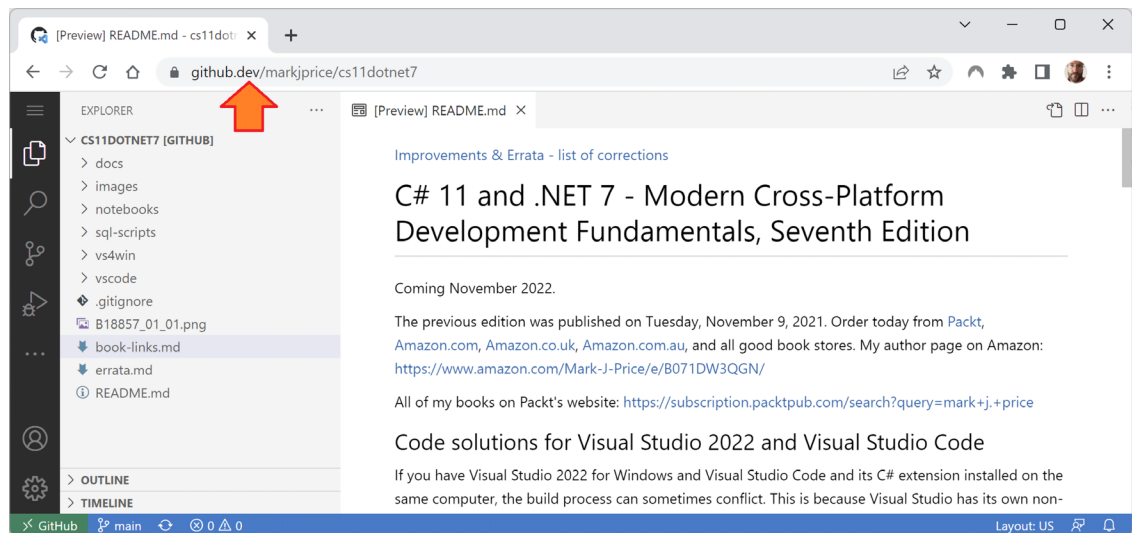 [Preview] README.md - cs11dotn
github.dev/markjprice/cs11dotnet7
EXPLORER
CS11DOTNET7 [GITHUB]
docs
images
notebooks
sql-scripts
vs4win
vscode
.gitignore
B18857_01_01.png
book-links.md
errata.md
README.md
OUTLINE
TIMELINE
[Preview] README.md
Improvements & Errata - list of corrections
C# 11 and .NET 7 - Modern Cross-Platform
Development Fundamentals, Seventh Edition
Coming November 2022.
The previous edition was published on Tuesday, November 9, 2021. Order today from Packt,
Amazon.com, Amazon.co.uk, Amazon.com.au, and all good book stores. My author page on Amazon:
https://www.amazon.com/Mark-J-Price/e/B071DW3QGN/
All of my books on Packt's website: https://subscription.packtpub.com/search?query=mark+j.+price
Code solutions for Visual Studio 2022 and Visual Studio Code
If you have Visual Studio 2022 for Windows and Visual Studio Code and its C# extension installed on the
same computer, the build process can sometimes conflict. This is because Visual Studio has its own non-
GitHub main 0 0 Layout: US